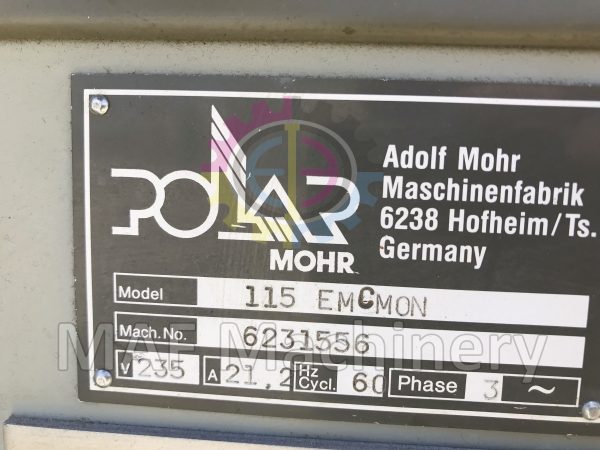 POLAR
MOHR
Adolf Mohr
Maschinenfabrik
6238 Hofheim/Ts.
Germany
Model 115 EMCMON
Mach.No. 6231556
V 235 A 21,2 Hz Cycl. 60 Phase 3 ~
MAF Machinery